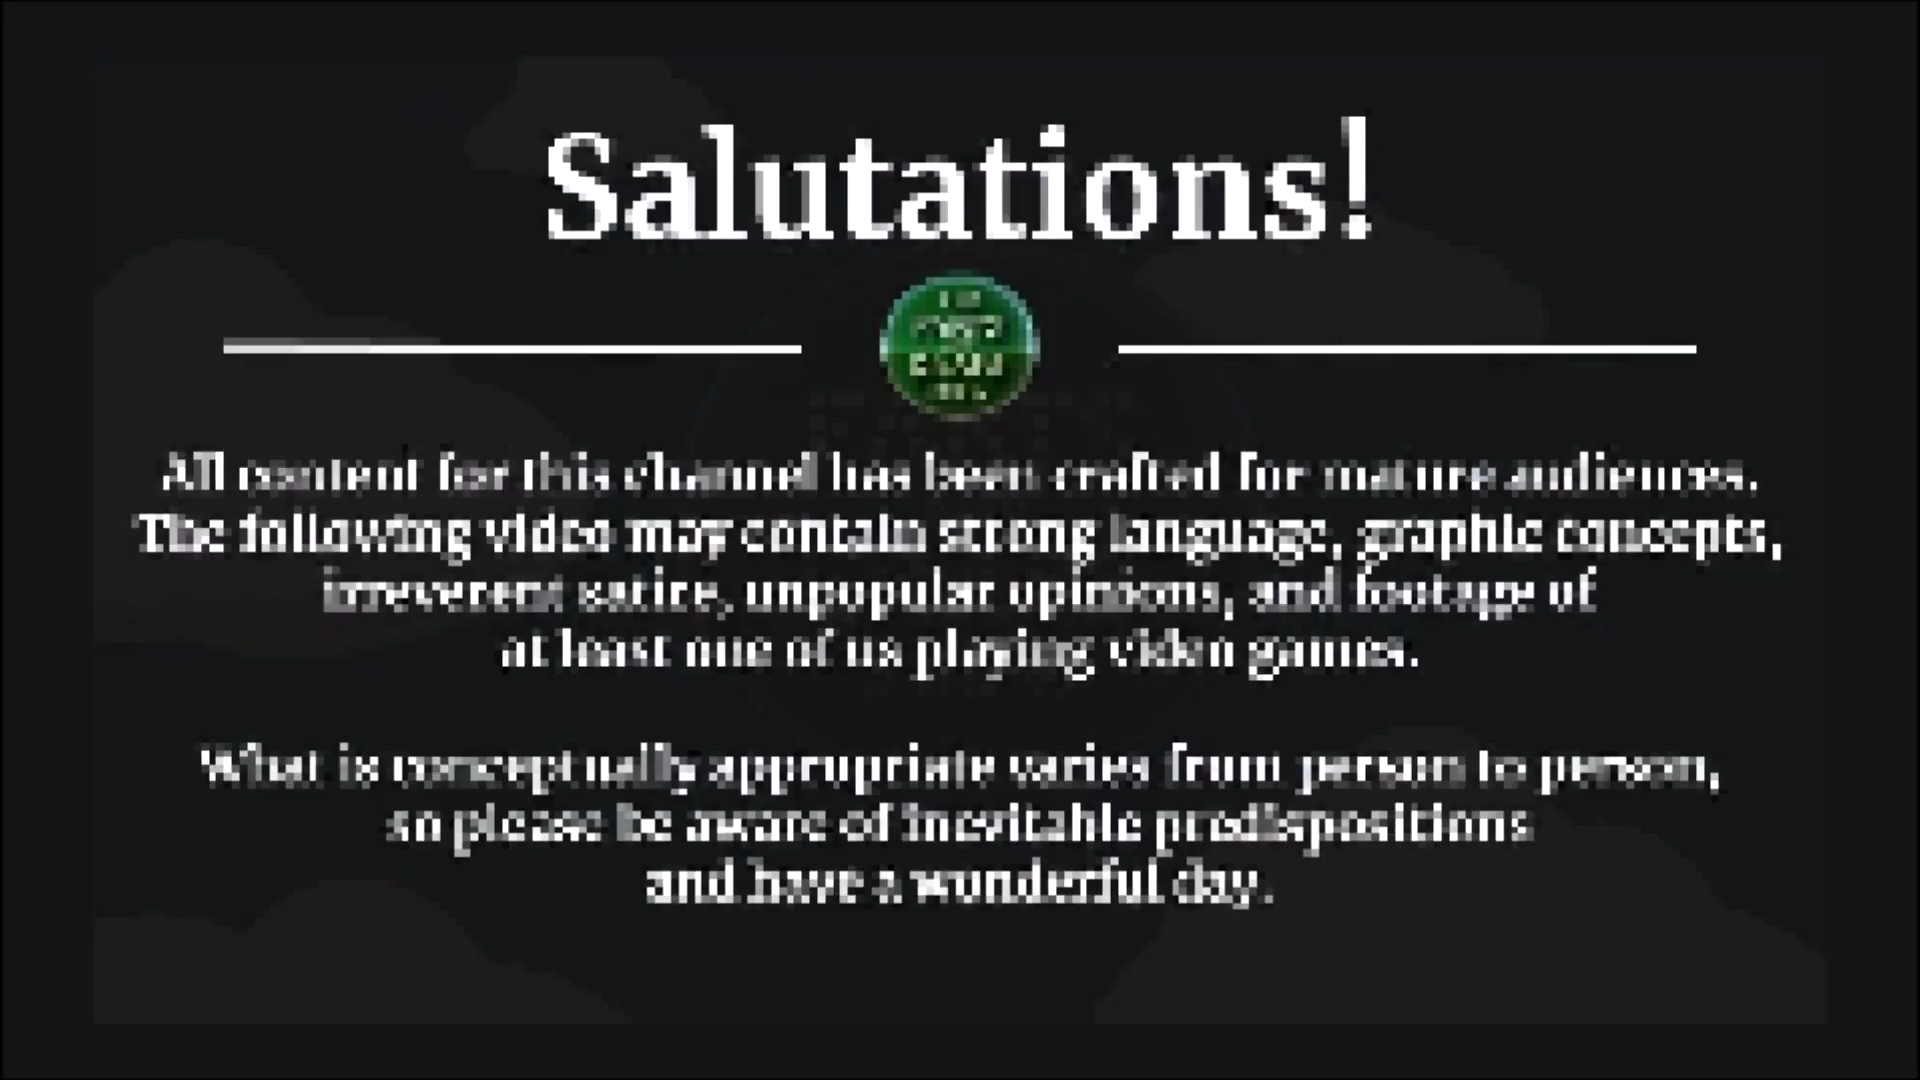 Salutations!
All content for this channel has been crafted for mature audiences.
The following video may contain strong language, graphic concepts,
irreverent satire, unpopular opinions, and footage of
at least one of us playing video games.
What is conceptually appropriate varies from person to person,
so please be aware of inevitable predispositions
and have a wonderful day.